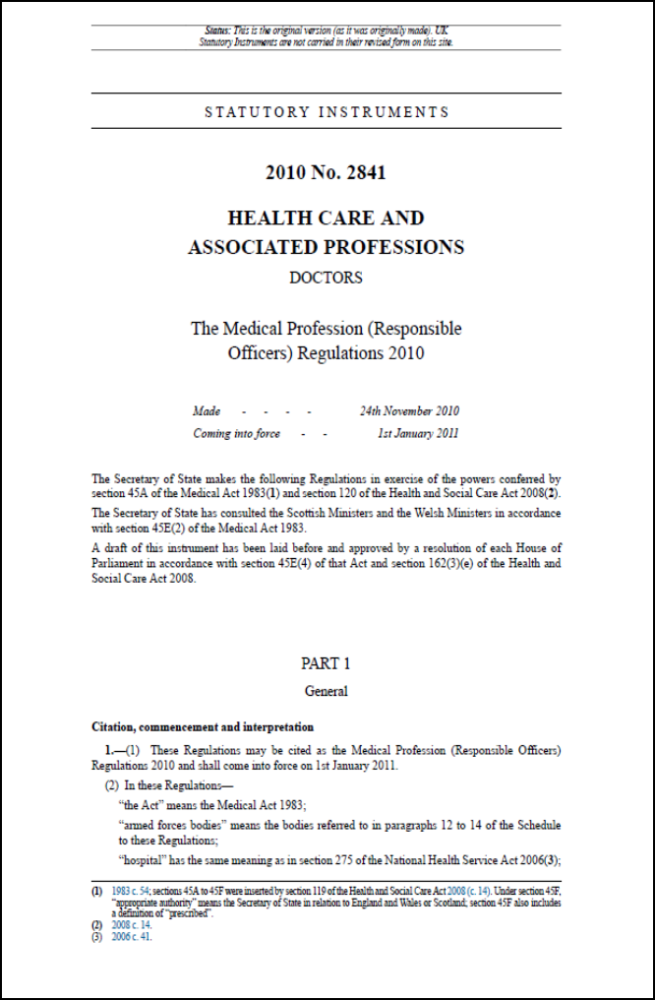 Status: This is the original version (as it was originally made). UK
Statutory Instruments are not carried in their revised form on this site.
STATUTORY INSTRUMENTS
2010 No. 2841
HEALTH CARE AND
ASSOCIATED PROFESSIONS
DOCTORS
The Medical Profession (Responsible
Officers) Regulations 2010
Made - - - - 24th November 2010
Coming into force - - 1st January 2011
The Secretary of State makes the following Regulations in exercise of the powers conferred by
section 45A of the Medical Act 1983(1) and section 120 of the Health and Social Care Act 2008(2).
The Secretary of State has consulted the Scottish Ministers and the Welsh Ministers in accordance
with section 45E(2) of the Medical Act 1983.
A draft of this instrument has been laid before and approved by a resolution of each House of
Parliament in accordance with section 45E(4) of that Act and section 162(3)(e) of the Health and
Social Care Act 2008.
PART 1
General
Citation, commencement and interpretation
1.—(1) These Regulations may be cited as the Medical Profession (Responsible Officers)
Regulations 2010 and shall come into force on 1st January 2011.
(2) In these Regulations—
“the Act” means the Medical Act 1983;
“armed forces bodies” means the bodies referred to in paragraphs 12 to 14 of the Schedule
to these Regulations;
“hospital” has the same meaning as in section 275 of the National Health Service Act 2006(3);
(1) 1983 c. 54; sections 45A to 45F were inserted by section 119 of the Health and Social Care Act 2008 (c. 14). Under section 45F,
“appropriate authority” means the Secretary of State in relation to England and Wales or Scotland; section 45F also includes
a definition of “prescribed”.
(2) 2008 c. 14.
(3) 2006 c. 41.